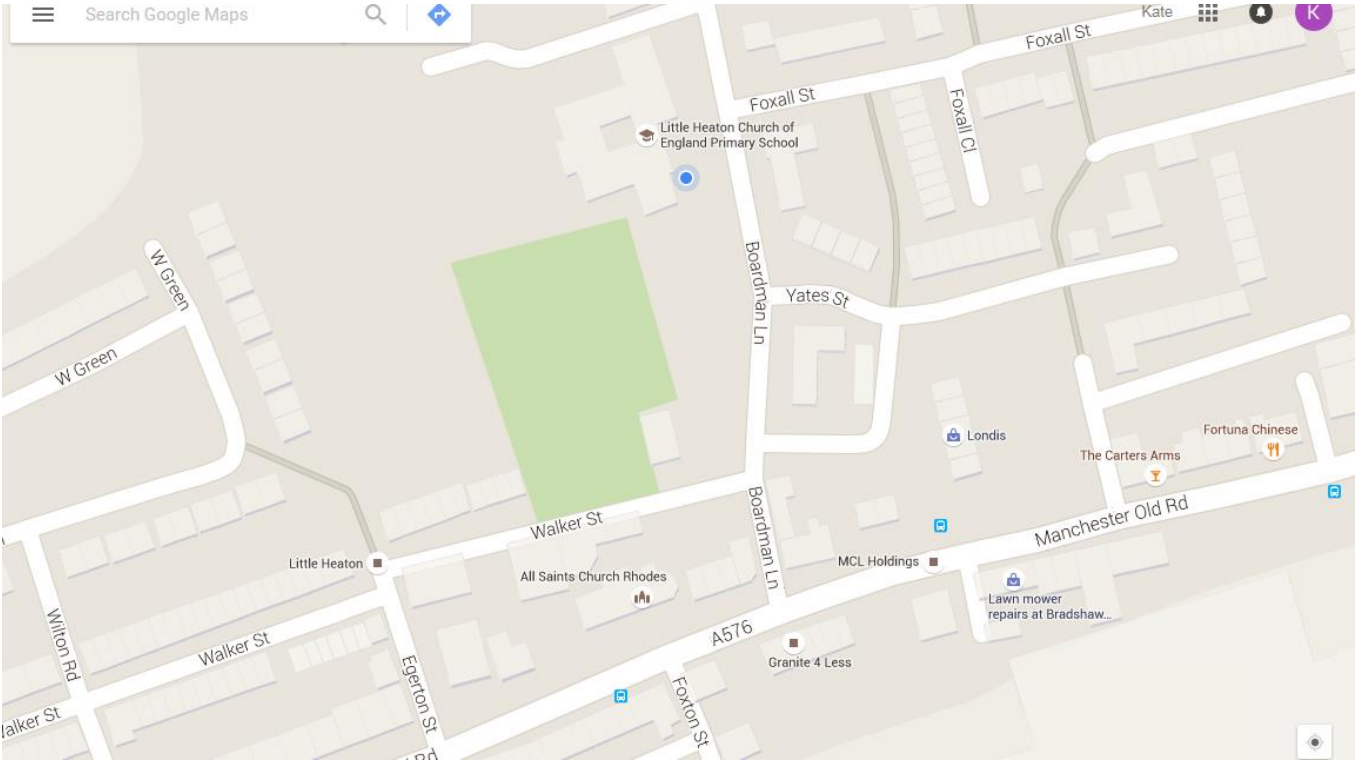 Search Google Maps
Kate
K
Foxall St
Foxall St
Foxall Cl
Little Heaton Church of
England Primary School
W Green
Boardman Ln
Yates St
W Green
Londis
Fortuna Chinese
The Carters Arms
Boardman Ln
Manchester Old Rd
Walker St
Little Heaton
MCL Holdings
All Saints Church Rhodes
Lawn mower
repairs at Bradshaw...
Wilton Rd
Walker St
A576
Granite 4 Less
Egerton St
Foxton St
alker St